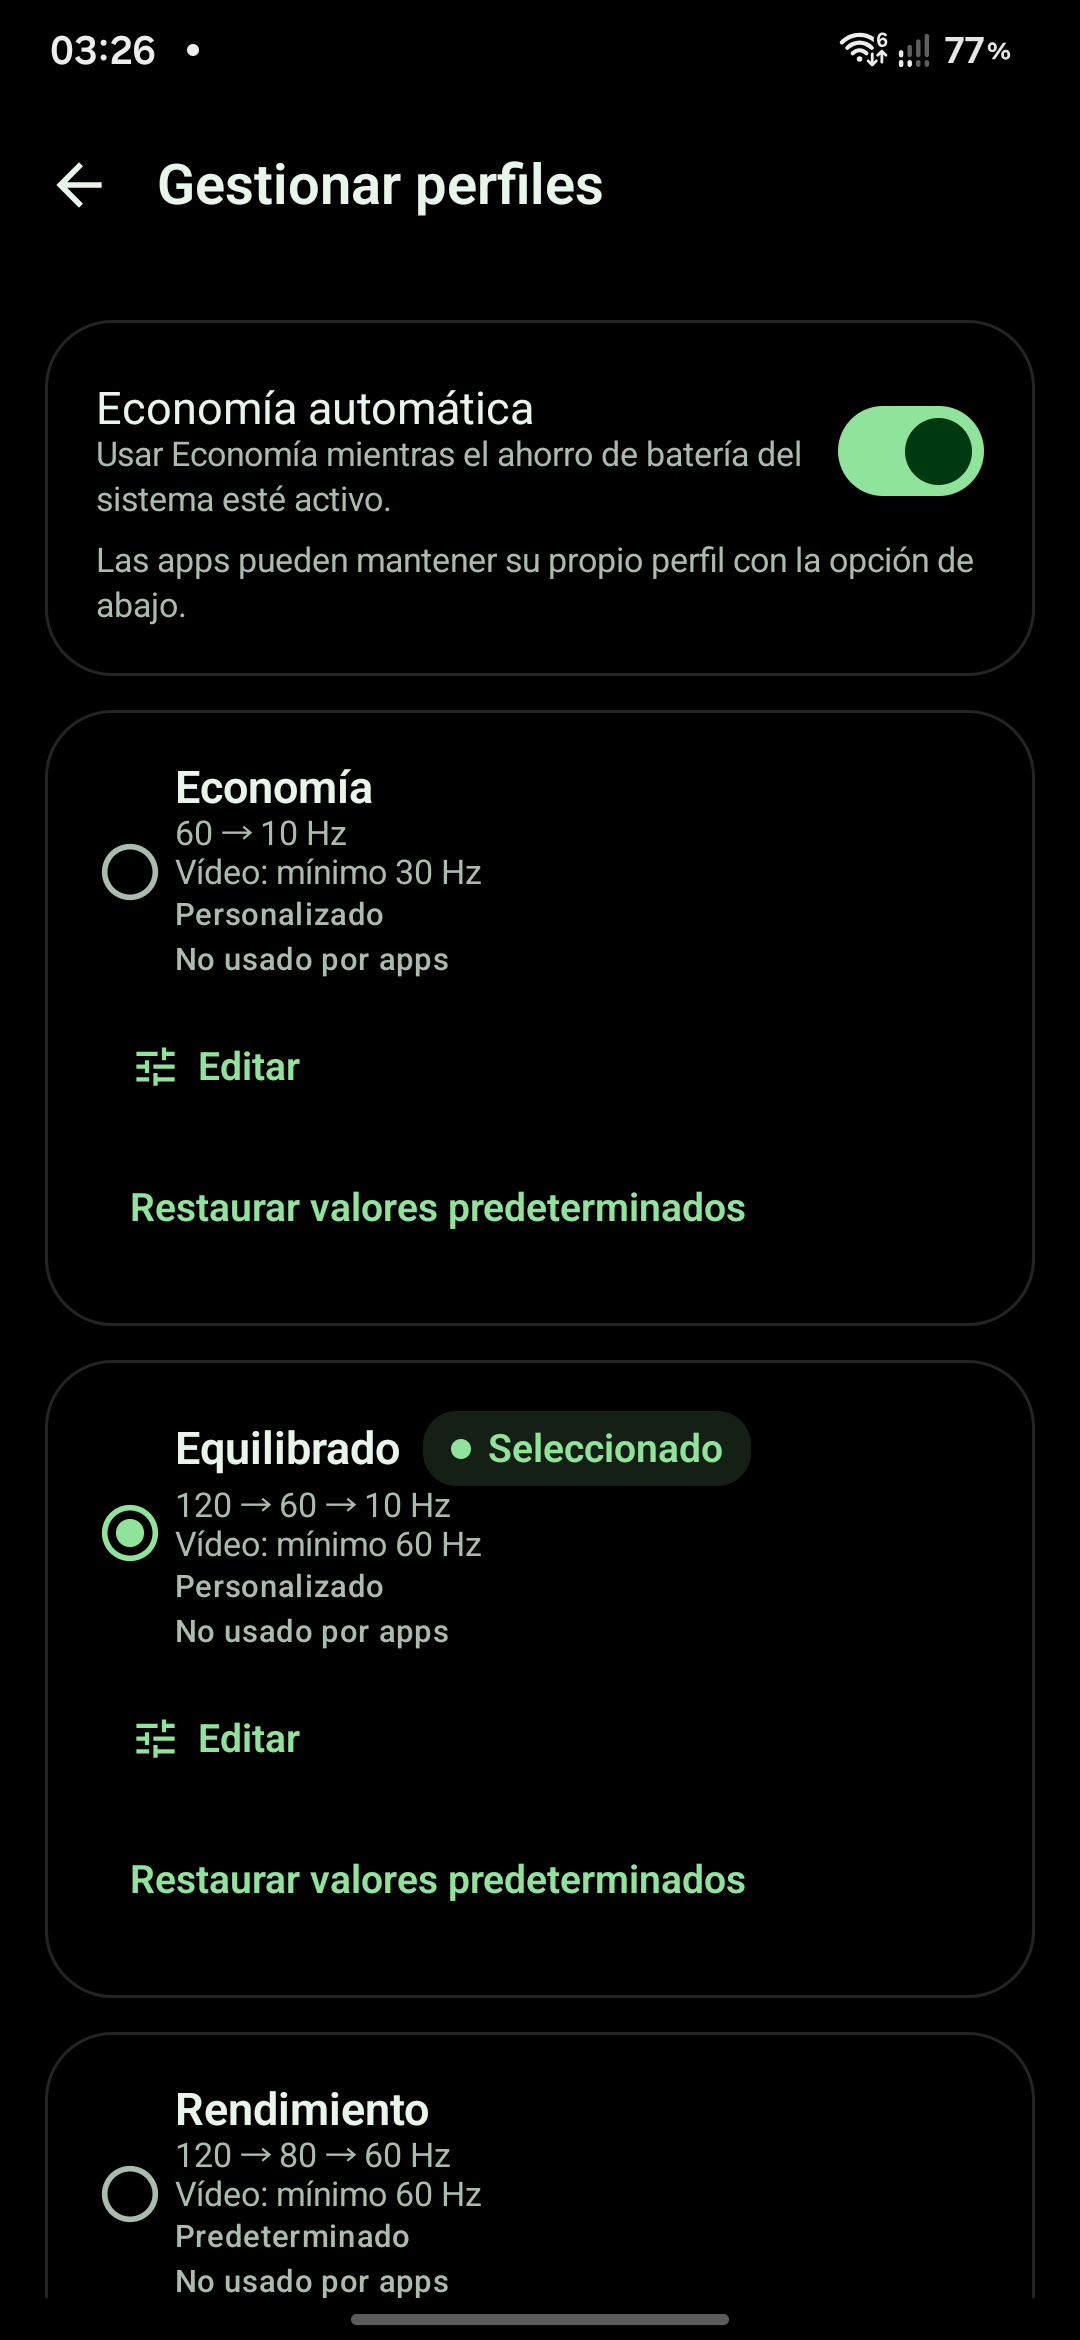 03:26
6
77%
Gestionar perfiles
Economía automática
Usar Economía mientras el ahorro de batería del
sistema esté activo.
Las apps pueden mantener su propio perfil con la opción de
abajo.
Economía
60 → 10 Hz
Vídeo: mínimo 30 Hz
Personalizado
No usado por apps
Editar
Restaurar valores predeterminados
Equilibrado
Seleccionado
120 → 60 → 10 Hz
Vídeo: mínimo 60 Hz
Personalizado
No usado por apps
Editar
Restaurar valores predeterminados
Rendimiento
120 → 80 → 60 Hz
Vídeo: mínimo 60 Hz
Predeterminado
No usado por apps